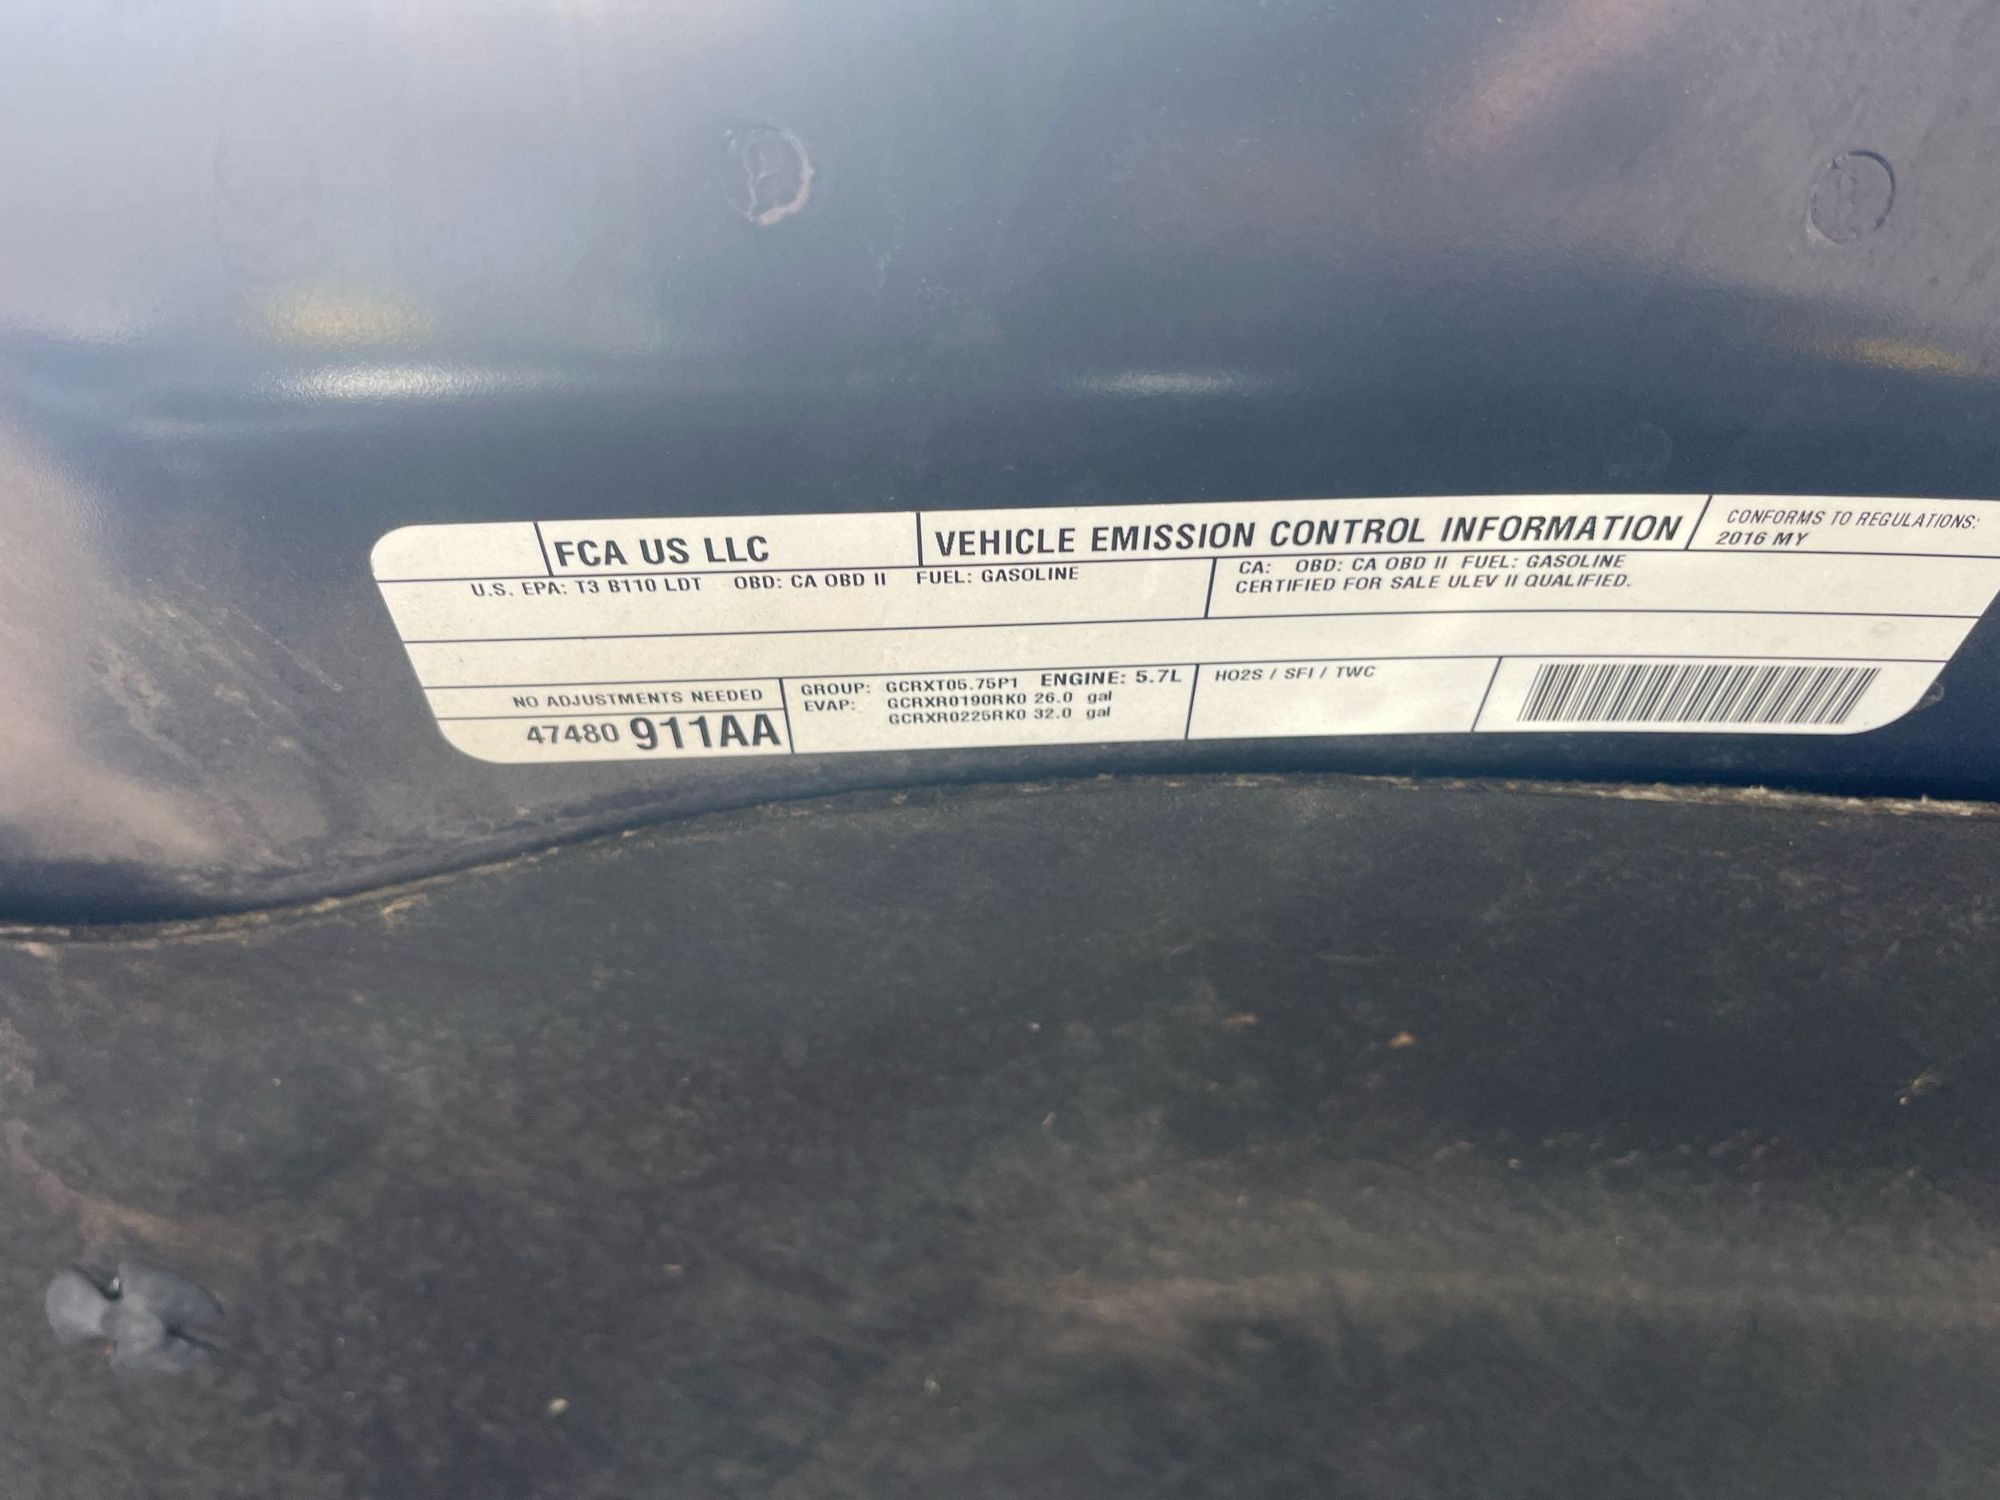 FCA US LLC
VEHICLE EMISSION CONTROL INFORMATION
CONFORMS TO REGULATIONS:
2016 MY
U.S. EPA: T3 B110 LDT OBD: CA OBD II FUEL: GASOLINE
CA: OBD: CA OBD II FUEL: GASOLINE
CERTIFIED FOR SALE ULEV II QUALIFIED.
NO ADJUSTMENTS NEEDED
47480 911AA
GROUP: GCRXT05.75P1 ENGINE: 5.7L
EVAP: GCRXR0190RK0 26.0 gal
GCRXR0225RK0 32.0 gal
HO2S / SFI / TWC